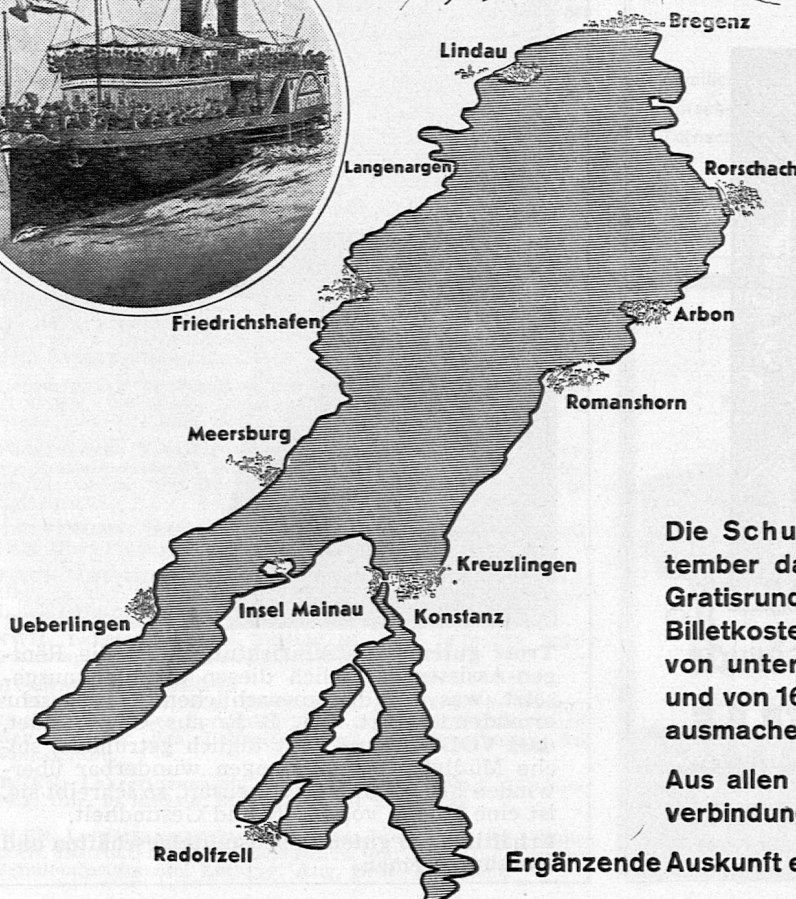 Bregenz
Lindau
Langenargen
Rorschach
Friedrichshafen
Arbon
Romanshorn
Meersburg
Kreuzlingen
Insel Mainau
Konstanz
Ueberlingen
Radolfzell
Die Schu
tember da
Gratisrund
Billetkoste
von unter
und von 16
ausmache
Aus allen
verbindun
Ergänzende Auskunft e